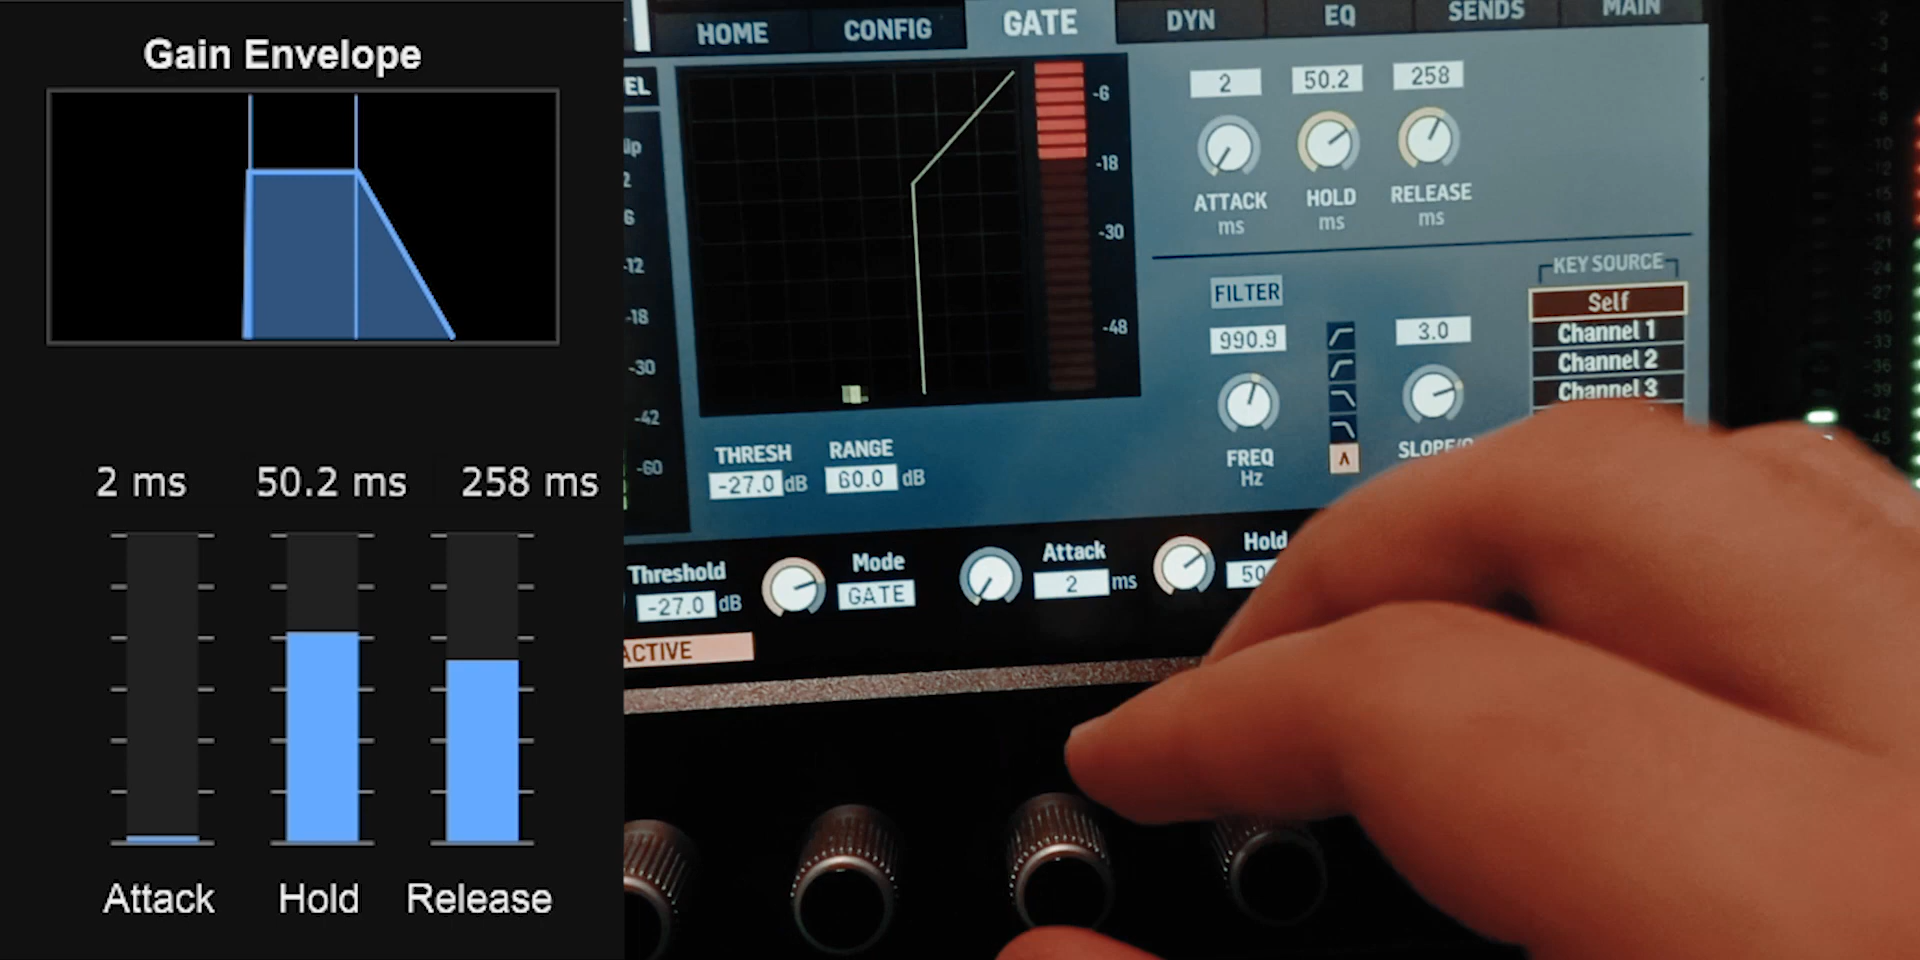 Gain Envelope
2 ms 50.2 ms 258 ms
Attack Hold Release
HOME CONFIG GATE DYN EQ SENDS MAIN
-6
-18
-30
-48
-12
-18
-30
-42
-60
2 50.2 258
ATTACK HOLD RELEASE
ms ms ms
FILTER
990.9 3.0
FREQ
Hz
KEY SOURCE
Self
Channel 1
Channel 2
Channel 3
THRESH RANGE
-27.0 dB 60.0 dB
Threshold Mode Attack Hold
-27.0 dB GATE 2 ms 50
ACTIVE